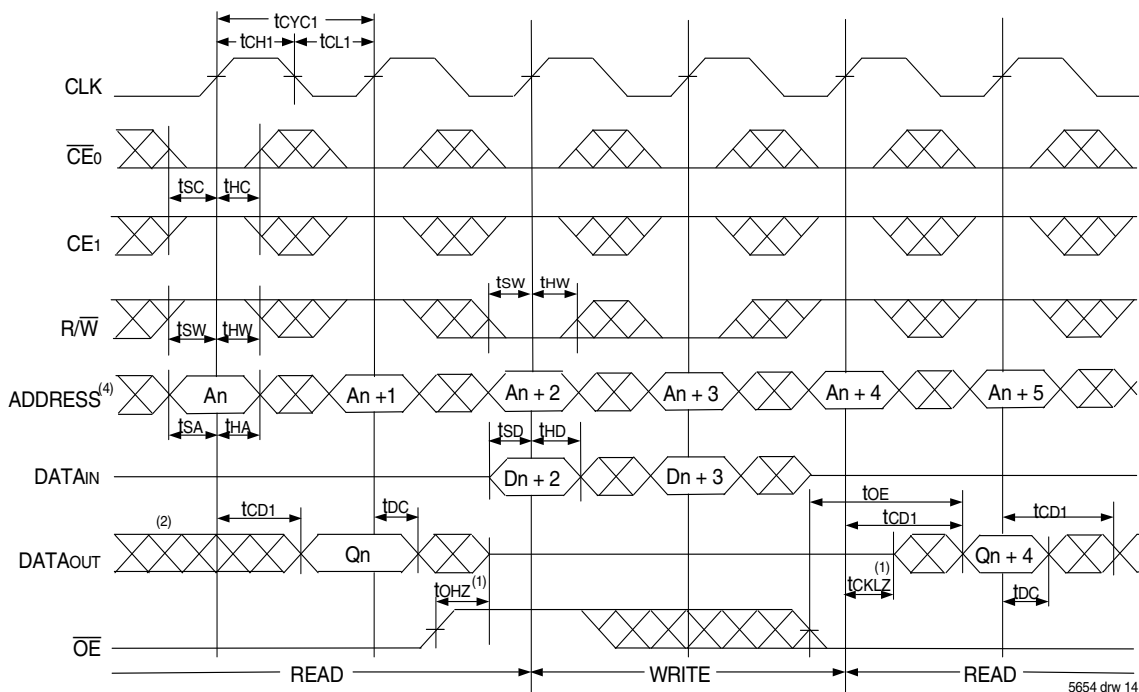 tCYC1
tCH1 tCL1
CLK
CE0
tSC tHC
CE1
tSW tHW
R/W
tSW tHW
ADDRESS(4) An An +1 An + 2 An + 3 An + 4 An + 5
tSA tHA tSD tHD
DATAIN Dn + 2 Dn + 3
tOE
(2) tCD1 tDC tCD1 tCD1
DATAOUT Qn Qn + 4
tOHZ(1) tCKLZ(1) tDC
OE
READ WRITE READ
5654 drw 14